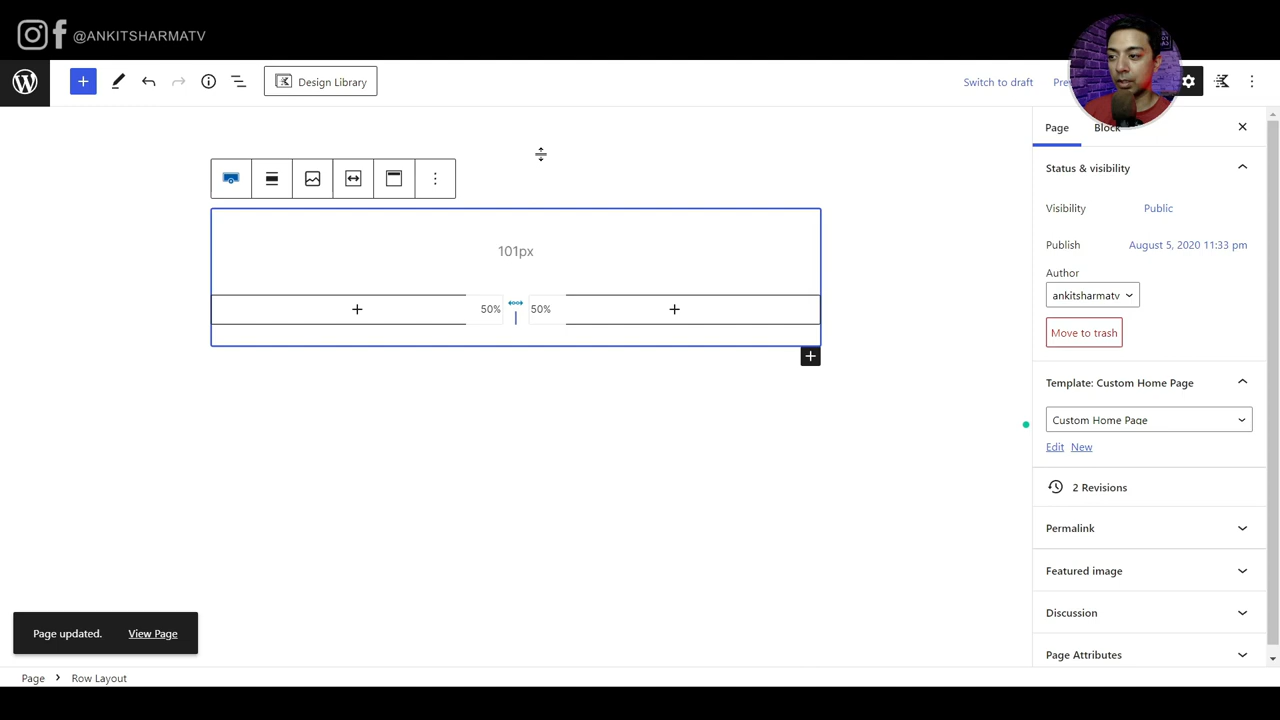 @ANKITSHARMATV
Design Library
Switch to draft
Pre
Page
Block
Status & visibility
Visibility
Public
Publish
August 5, 2020 11:33 pm
Author
ankitsharmatv
Move to trash
Template: Custom Home Page
Custom Home Page
Edit
New
2 Revisions
Permalink
Featured image
Discussion
Page Attributes
101px
50%
50%
Page updated.
View Page
Page
Row Layout